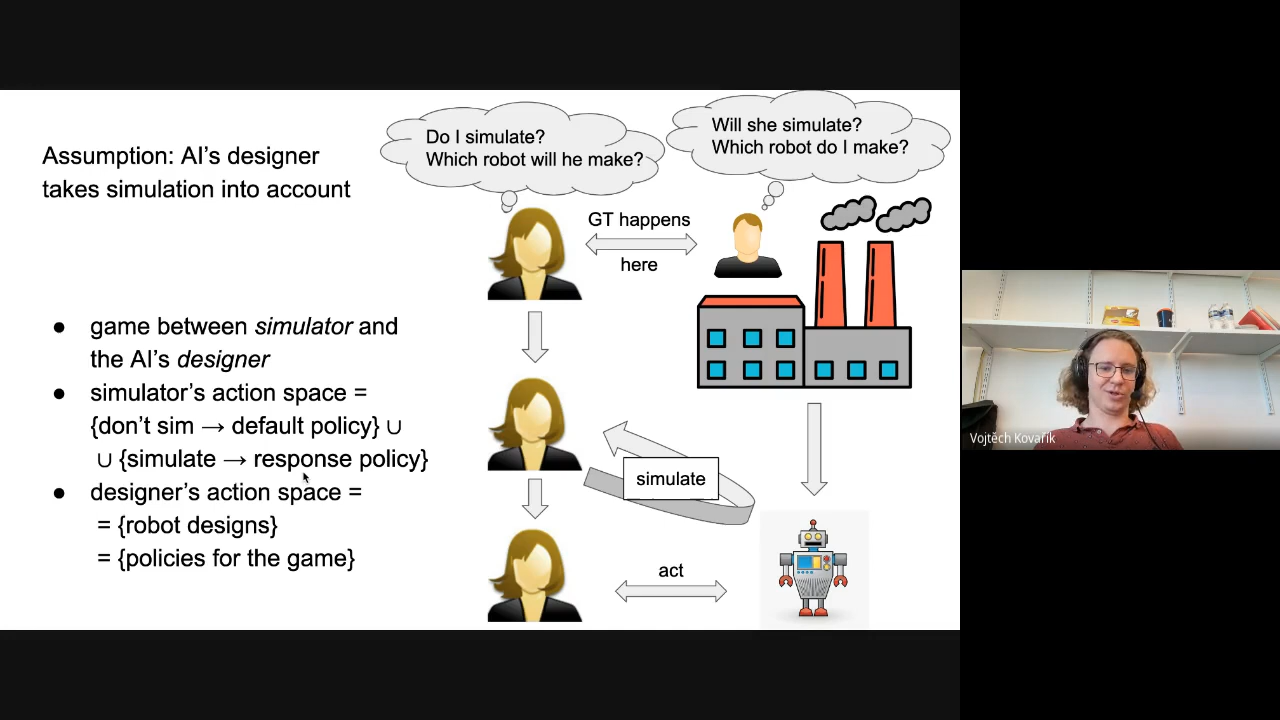 Assumption: AI's designer
takes simulation into account
● game between simulator and
the AI's designer
● simulator's action space =
{don't sim → default policy} ∪
∪ {simulate → response policy}
● designer's action space =
= {robot designs}
= {policies for the game}
Do I simulate?
Which robot will he make?
Will she simulate?
Which robot do I make?
GT happens
here
simulate
act
Vojtěch Kovařík